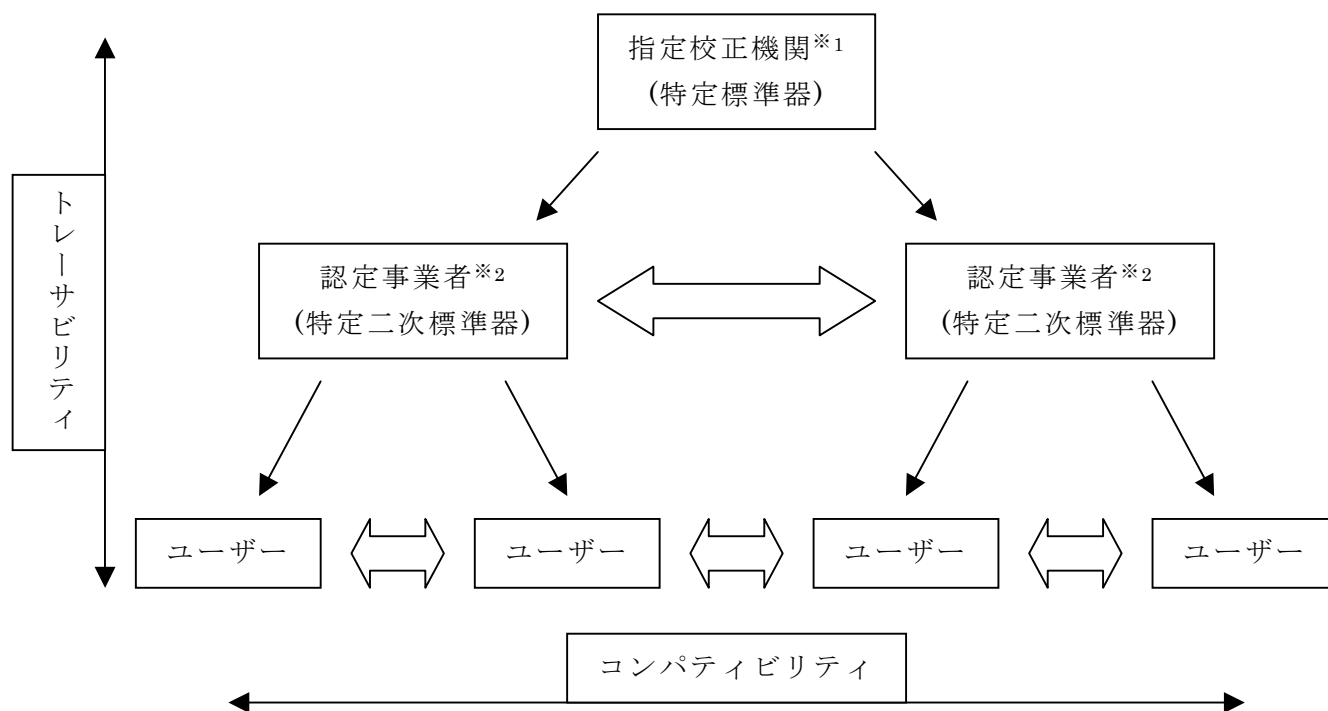 指定校正機関※1
(特定標準器)
トレーサビリティ
認定事業者※2
(特定二次標準器)
認定事業者※2
(特定二次標準器)
ユーザー
ユーザー
ユーザー
ユーザー
コンパティビリティ